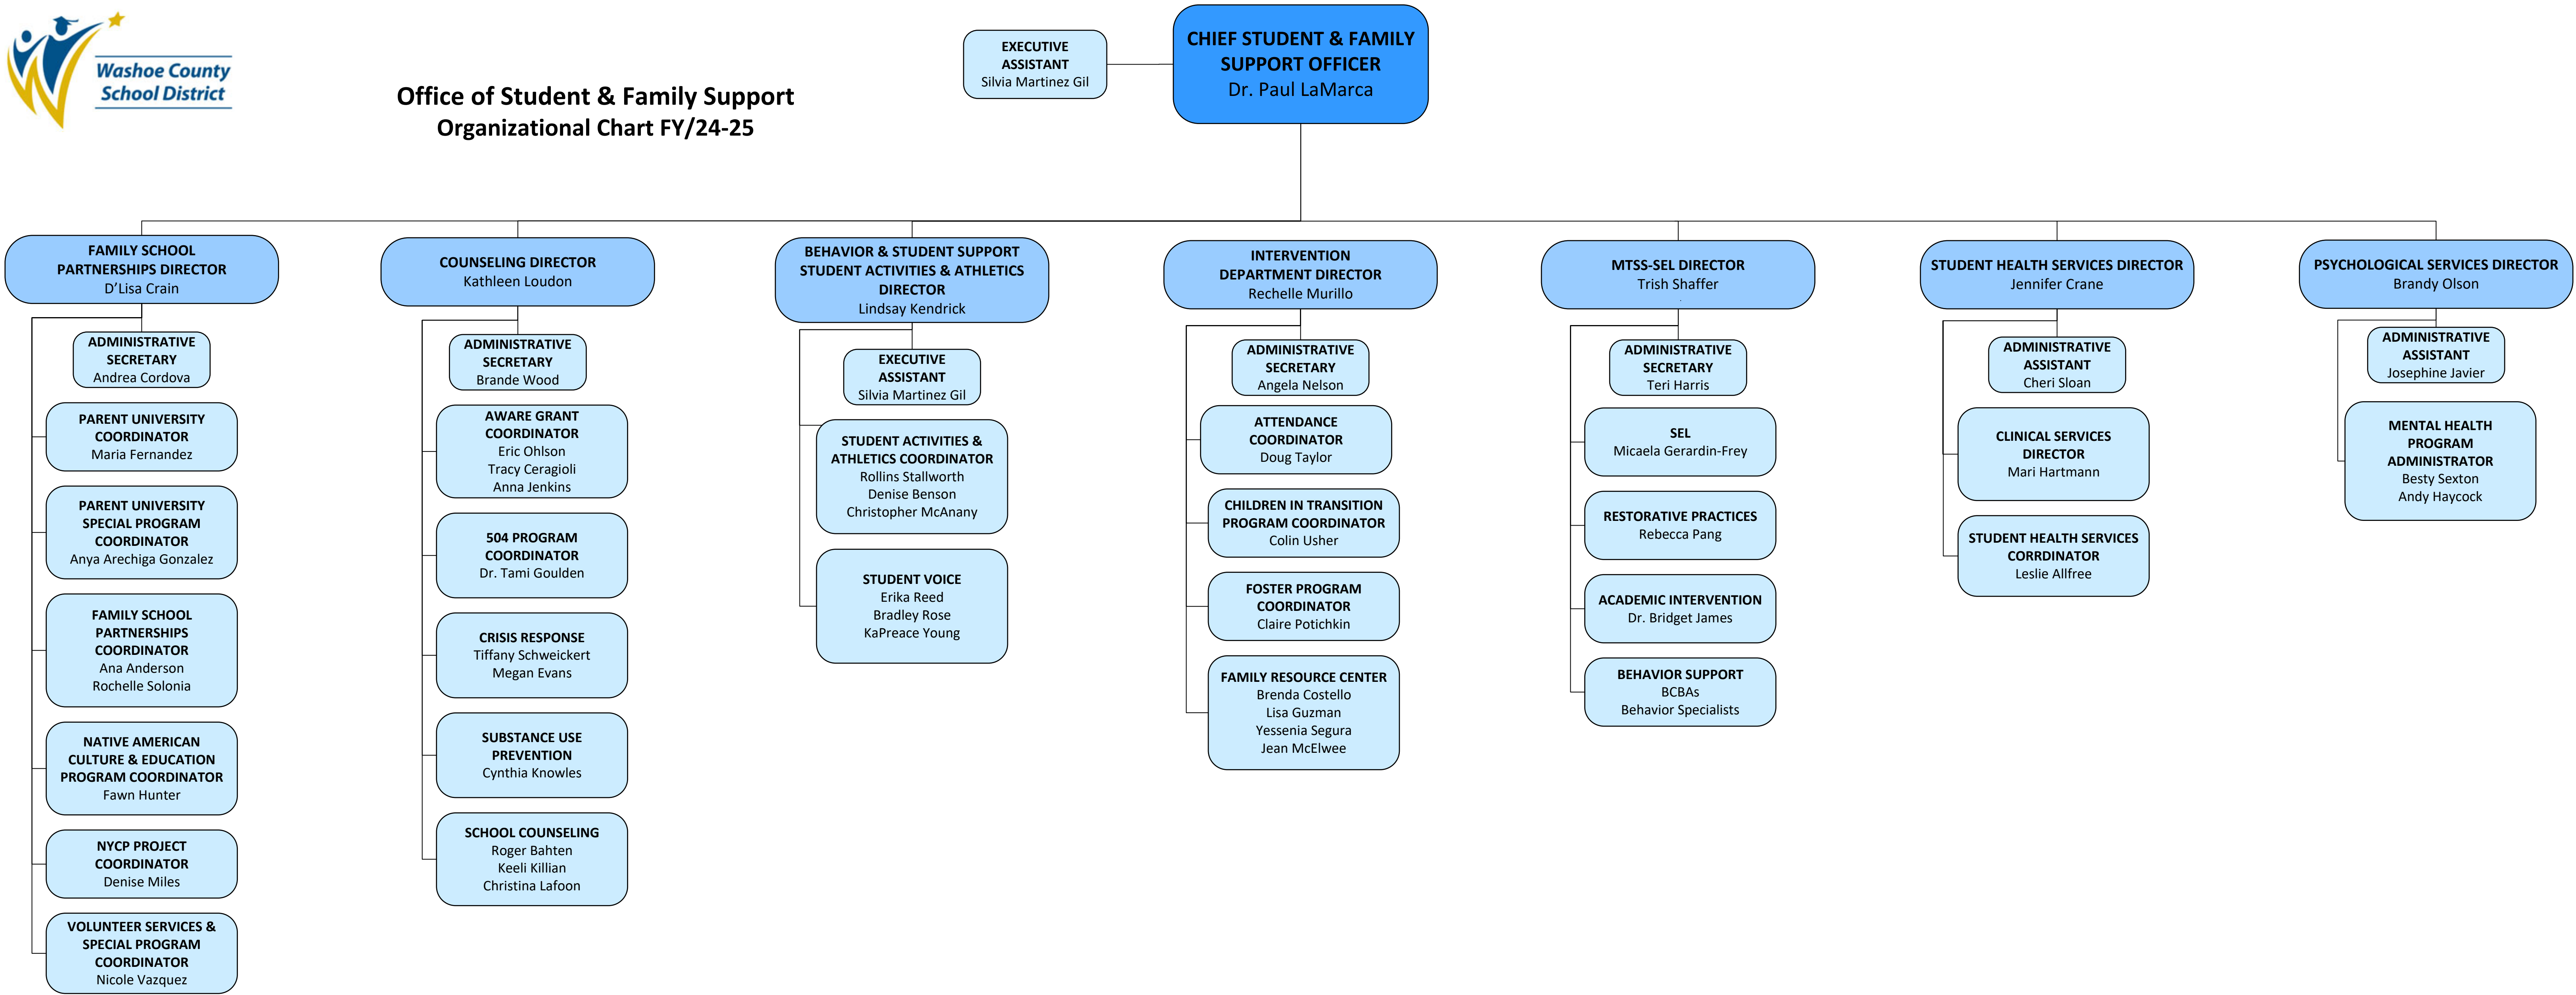 Washoe County
School District
Office of Student & Family Support
Organizational Chart FY/24-25
EXECUTIVE
ASSISTANT
Silvia Martinez Gil
CHIEF STUDENT & FAMILY
SUPPORT OFFICER
Dr. Paul LaMarca
FAMILY SCHOOL
PARTNERSHIPS DIRECTOR
D’Lisa Crain
ADMINISTRATIVE
SECRETARY
Andrea Cordova
PARENT UNIVERSITY
COORDINATOR
Maria Fernandez
PARENT UNIVERSITY
SPECIAL PROGRAM
COORDINATOR
Anya Arechiga Gonzalez
FAMILY SCHOOL
PARTNERSHIPS
COORDINATOR
Ana Anderson
Rochelle Solonia
NATIVE AMERICAN
CULTURE & EDUCATION
PROGRAM COORDINATOR
Fawn Hunter
NYCP PROJECT
COORDINATOR
Denise Miles
VOLUNTEER SERVICES &
SPECIAL PROGRAM
COORDINATOR
Nicole Vazquez
COUNSELING DIRECTOR
Kathleen Loudon
ADMINISTRATIVE
SECRETARY
Brande Wood
AWARE GRANT
COORDINATOR
Eric Ohlson
Tracy Ceragioli
Anna Jenkins
504 PROGRAM
COORDINATOR
Dr. Tami Goulden
CRISIS RESPONSE
Tiffany Schweickert
Megan Evans
SUBSTANCE USE
PREVENTION
Cynthia Knowles
SCHOOL COUNSELING
Roger Bahten
Keeli Killian
Christina Lafoon
BEHAVIOR & STUDENT SUPPORT
STUDENT ACTIVITIES & ATHLETICS
DIRECTOR
Lindsay Kendrick
EXECUTIVE
ASSISTANT
Silvia Martinez Gil
STUDENT ACTIVITIES &
ATHLETICS COORDINATOR
Rollins Stallworth
Denise Benson
Christopher McAnany
STUDENT VOICE
Erika Reed
Bradley Rose
KaPreace Young
INTERVENTION
DEPARTMENT DIRECTOR
Rechelle Murillo
ADMINISTRATIVE
SECRETARY
Angela Nelson
ATTENDANCE
COORDINATOR
Doug Taylor
CHILDREN IN TRANSITION
PROGRAM COORDINATOR
Colin Usher
FOSTER PROGRAM
COORDINATOR
Claire Potichkin
FAMILY RESOURCE CENTER
Brenda Costello
Lisa Guzman
Yessenia Segura
Jean McElwee
MTSS-SEL DIRECTOR
Trish Shaffer
ADMINISTRATIVE
SECRETARY
Teri Harris
SEL
Micaela Gerardin-Frey
RESTORATIVE PRACTICES
Rebecca Pang
ACADEMIC INTERVENTION
Dr. Bridget James
BEHAVIOR SUPPORT
BCBAs
Behavior Specialists
STUDENT HEALTH SERVICES DIRECTOR
Jennifer Crane
ADMINISTRATIVE
ASSISTANT
Cheri Sloan
CLINICAL SERVICES
DIRECTOR
Mari Hartmann
STUDENT HEALTH SERVICES
CORRDINATOR
Leslie Allfree
PSYCHOLOGICAL SERVICES DIRECTOR
Brandy Olson
ADMINISTRATIVE
ASSISTANT
Josephine Javier
MENTAL HEALTH
PROGRAM
ADMINISTRATOR
Besty Sexton
Andy Haycock